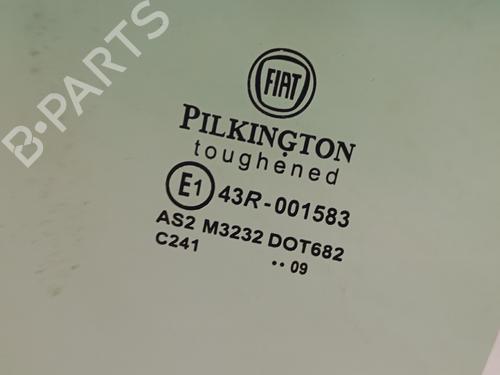 B-PARTS
FIAT
PILKINGTON
toughened
E1 43R-001583
AS2 M3232 DOT682
C241 ·· 09